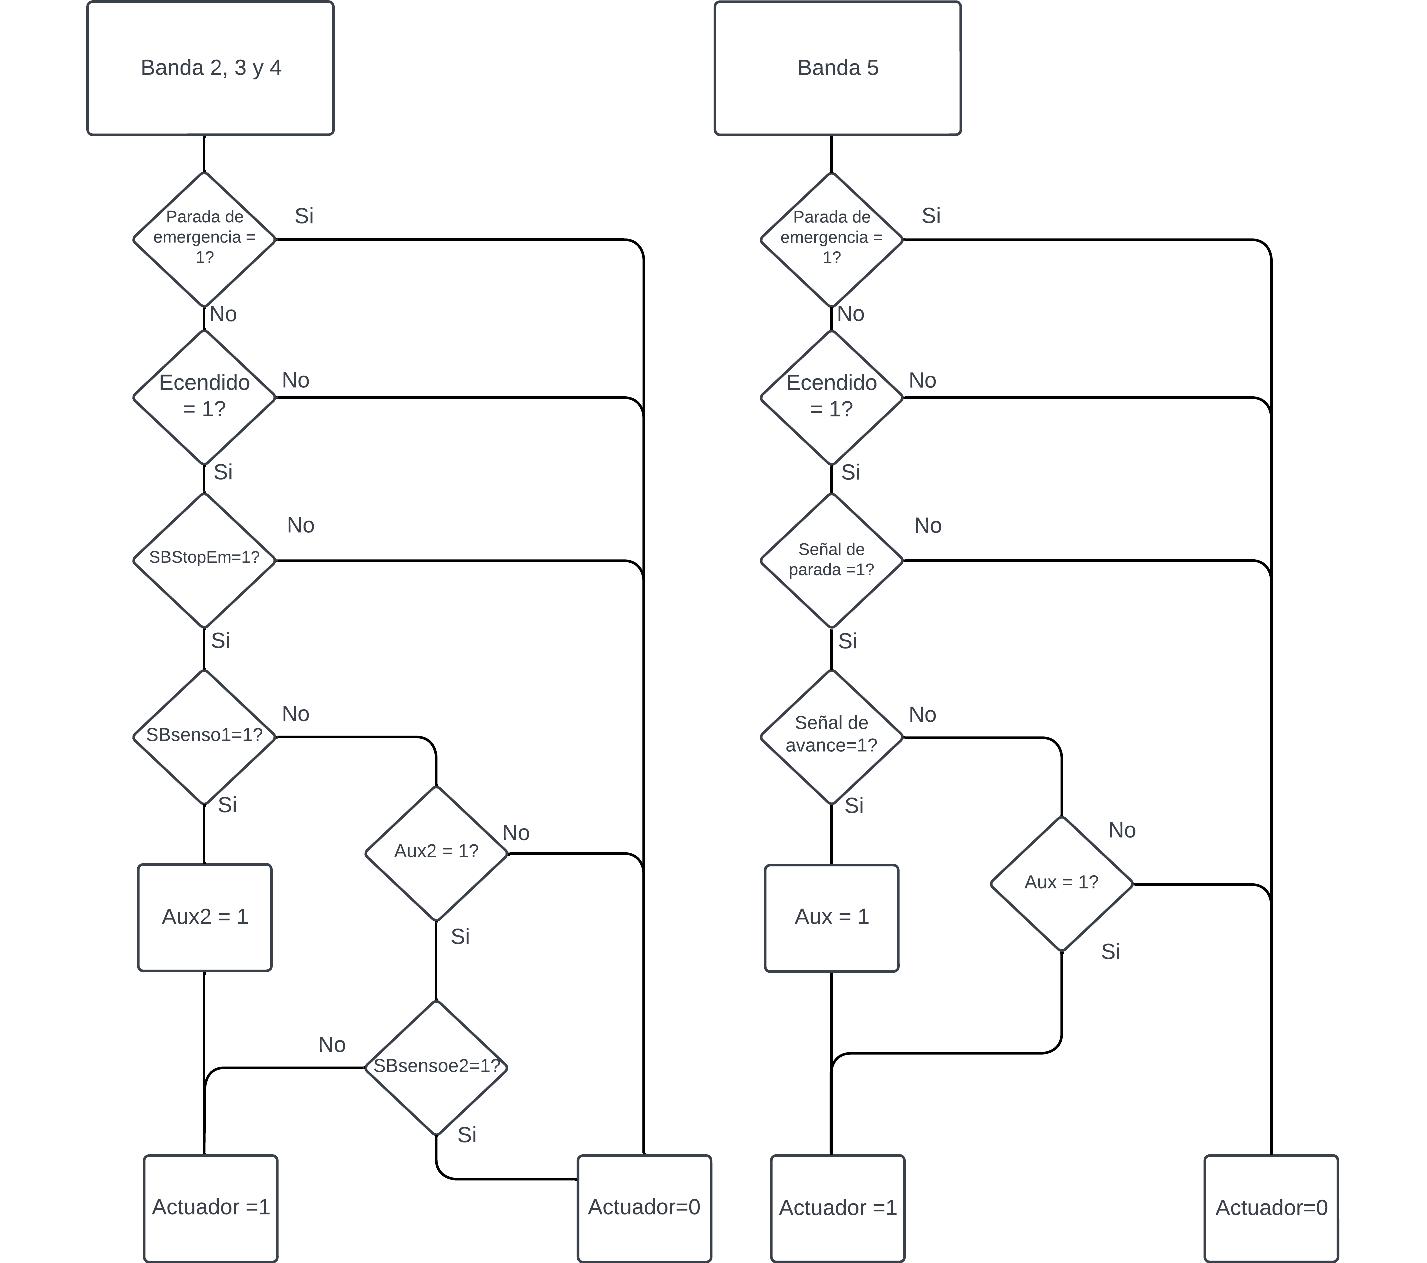 Banda 2, 3 y 4
Parada de
emergencia =
1?
Si
No
Ecendido
= 1?
No
Si
SBStopEm=1?
No
Si
SBsenso1=1?
No
Si
Aux2 = 1?
No
Si
Aux2 = 1
SBsensoe2=1?
No
Si
Actuador =1
Actuador=0
Banda 5
Parada de
emergencia =
1?
Si
No
Ecendido
= 1?
No
Si
Señal de
parada =1?
No
Si
Señal de
avance=1?
No
Si
Aux = 1?
No
Si
Aux = 1
Actuador =1
Actuador=0